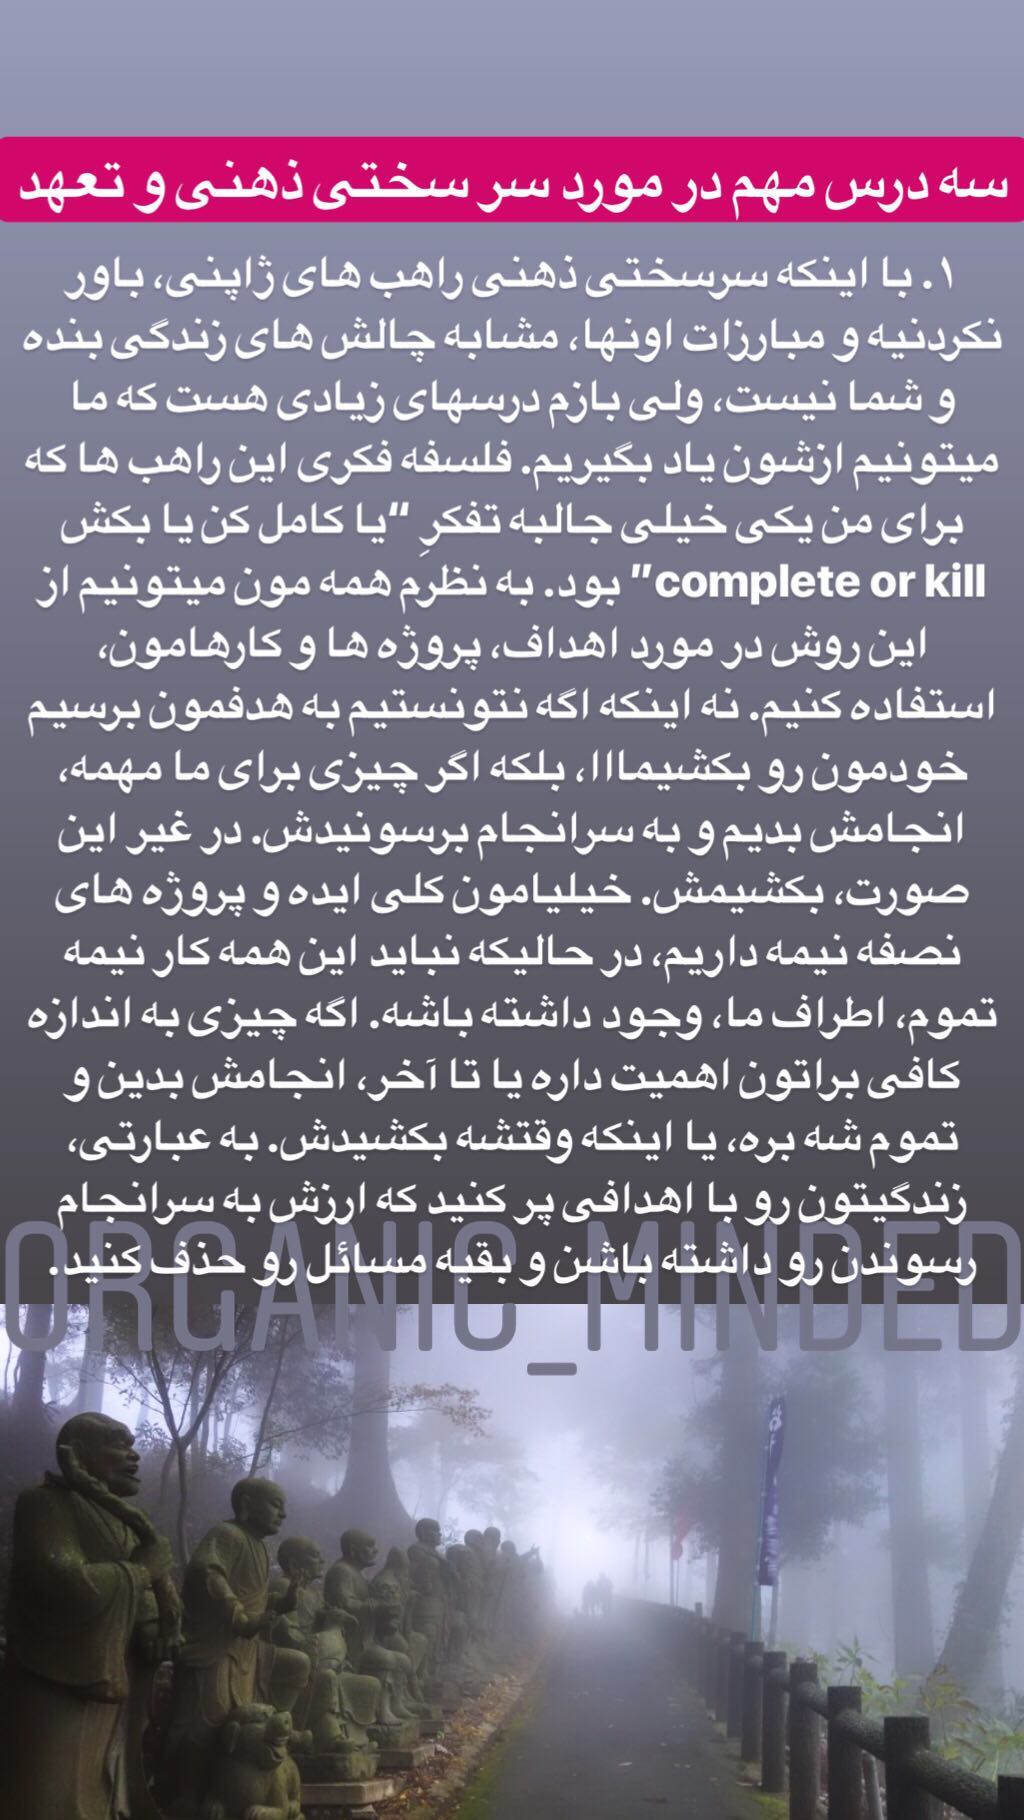 سه درس مهم در مورد سر سختی ذهنی و تعهد
۱. با اینکه سرسختی ذهنی راهب های ژاپنی، باور
نکردنیه و مبارزات اونها، مشابه چالش های زندگی بنده
و شما نیست، ولی بازم درسهای زیادی هست که ما
میتونیم ازشون یاد بگیریم. فلسفه فکری این راهب ها که
برای من یکی خیلی جالبه تفکرِ “یا کامل کن یا بکش
complete or kill” بود. به نظرم همه مون میتونیم از
این روش در مورد اهداف، پروژه ها و کارهامون،
استفاده کنیم. نه اینکه اگه نتونستیم به هدفمون برسیم
خودمون رو بکشیمااا، بلکه اگر چیزی برای ما مهمه،
انجامش بدیم و به سرانجام برسونیدش. در غیر این
صورت، بکشیمش. خیلیامون کلی ایده و پروژه های
نصفه نیمه داریم، در حالیکه نباید این همه کار نیمه
تموم، اطراف ما، وجود داشته باشه. اگه چیزی به اندازه
کافی براتون اهمیت داره یا تا آخر، انجامش بدین و
تموم شه بره، یا اینکه وقتشه بکشیدش. به عبارتی،
زندگیتون رو با اهدافی پر کنید که ارزش به سرانجام
رسوندن رو داشته باشن و بقیه مسائل رو حذف کنید.
ORGANIC_MINDED